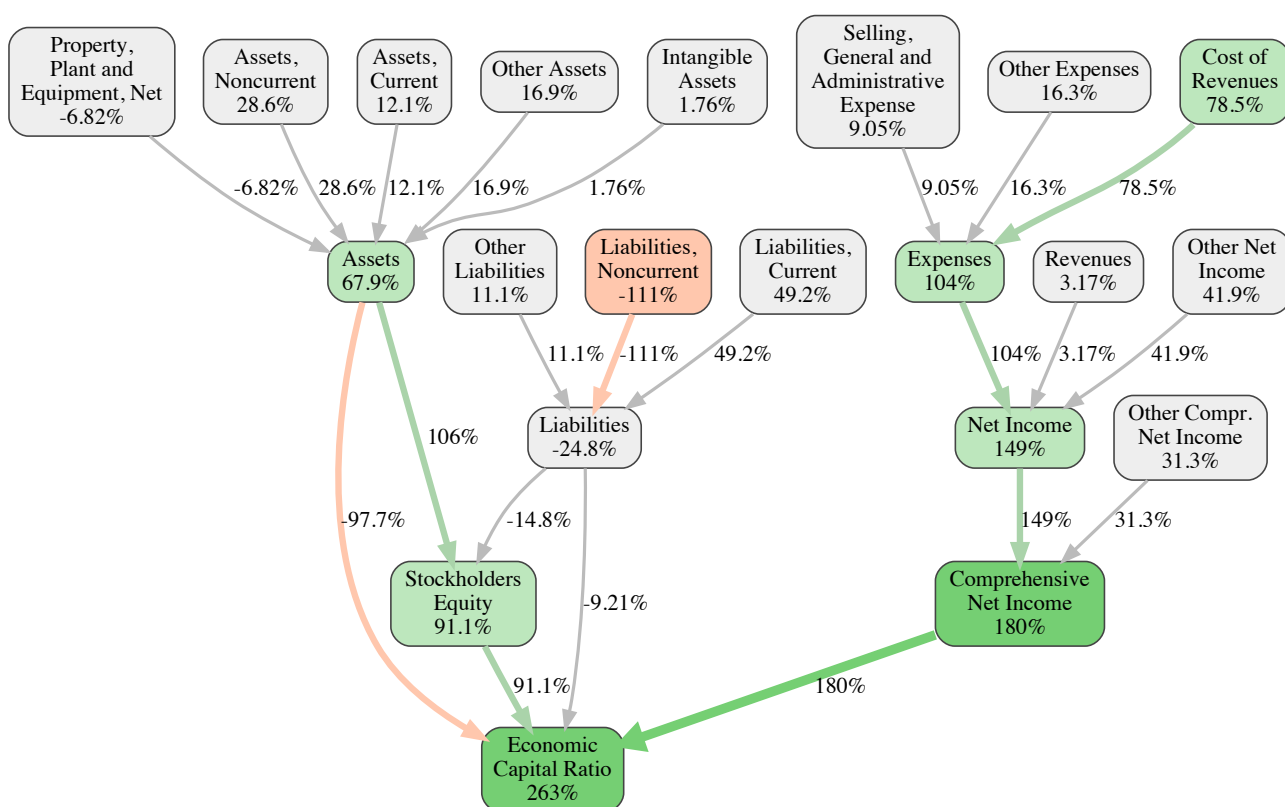 Property,
Plant and
Equipment, Net
-6.82%
Assets,
Noncurrent
28.6%
Assets,
Current
12.1%
Other Assets
16.9%
Intangible
Assets
1.76%
Selling,
General and
Administrative
Expense
9.05%
Other Expenses
16.3%
Cost of
Revenues
78.5%
-6.82%
28.6%
12.1%
16.9%
1.76%
9.05%
16.3%
78.5%
Assets
67.9%
Other
Liabilities
11.1%
Liabilities,
Noncurrent
-111%
Liabilities,
Current
49.2%
Expenses
104%
Revenues
3.17%
Other Net
Income
41.9%
11.1%
-111%
49.2%
104%
3.17%
41.9%
106%
Liabilities
-24.8%
Net Income
149%
Other Compr.
Net Income
31.3%
-97.7%
-14.8%
149%
31.3%
Stockholders
Equity
91.1%
-9.21%
Comprehensive
Net Income
180%
91.1%
180%
Economic
Capital Ratio
263%